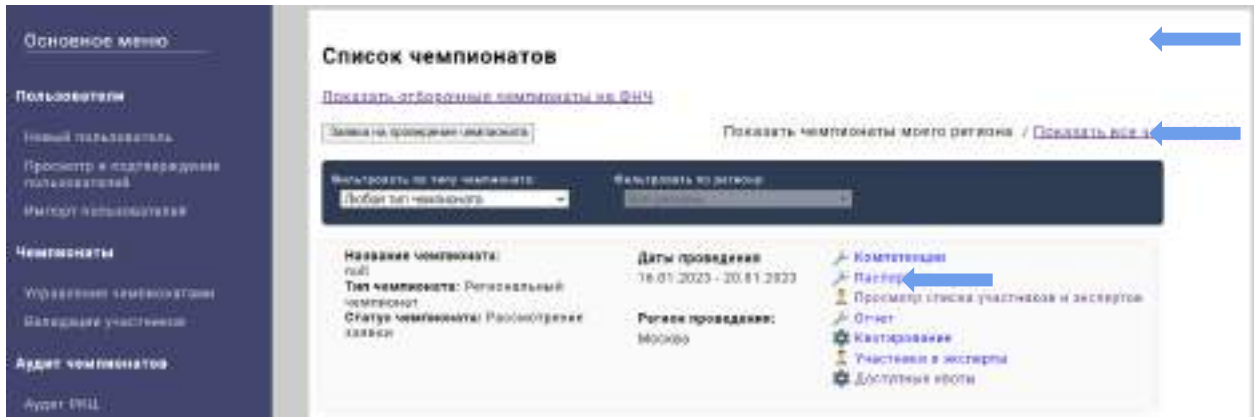 Основное меню
Пользователи
Новый пользователь
Просмотр и подтверждение
пользователей
Импорт пользователей
Чемпионаты
Управление чемпионатами
Валидация участников
Аудит чемпионатов
Аудит РКЦ
Список чемпионатов
Показать отборочные чемпионаты на ФНЧ
Заявка на проведение чемпионата
Показать чемпионаты моего региона / Показать все
Фильтровать по типу чемпионата:
Любой тип чемпионата
Фильтровать по региону:
Название чемпионата:
null
Тип чемпионата: Региональный
чемпионат
Статус чемпионата: Рассмотрение
заявки
Даты проведения
16.01.2023 - 20.01.2023
Регион проведения:
Москва
Компетенции
Просмотр списка участников и экспертов
Отчет
Квотирование
Участники и эксперты
Доступные квоты